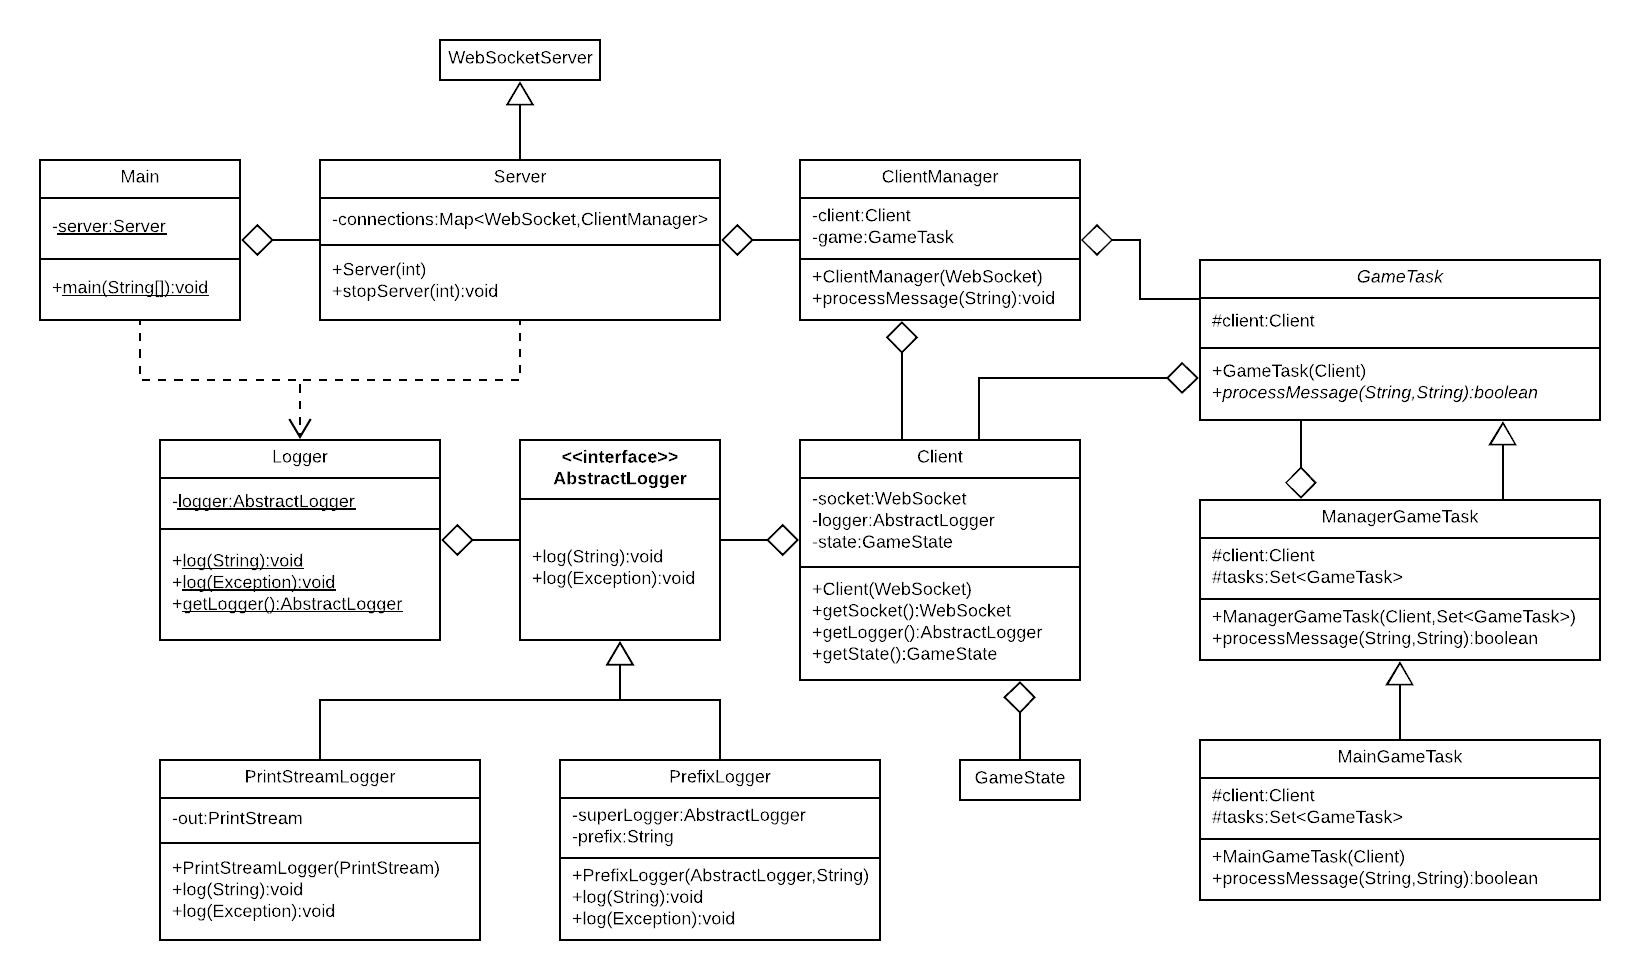 WebSocketServer
Main
-server:Server
+main(String[]):void
Server
-connections:Map<WebSocket,ClientManager>
+Server(int)
+stopServer(int):void
ClientManager
-client:Client
-game:GameTask
+ClientManager(WebSocket)
+processMessage(String):void
GameTask
#client:Client
+GameTask(Client)
+processMessage(String,String):boolean
Logger
-logger:AbstractLogger
+log(String):void
+log(Exception):void
+getLogger():AbstractLogger
<<interface>>
AbstractLogger
+log(String):void
+log(Exception):void
Client
-socket:WebSocket
-logger:AbstractLogger
-state:GameState
+Client(WebSocket)
+getSocket():WebSocket
+getLogger():AbstractLogger
+getState():GameState
ManagerGameTask
#client:Client
#tasks:Set<GameTask>
+ManagerGameTask(Client,Set<GameTask>)
+processMessage(String,String):boolean
PrintStreamLogger
-out:PrintStream
+PrintStreamLogger(PrintStream)
+log(String):void
+log(Exception):void
PrefixLogger
-superLogger:AbstractLogger
-prefix:String
+PrefixLogger(AbstractLogger,String)
+log(String):void
+log(Exception):void
GameState
MainGameTask
#client:Client
#tasks:Set<GameTask>
+MainGameTask(Client)
+processMessage(String,String):boolean